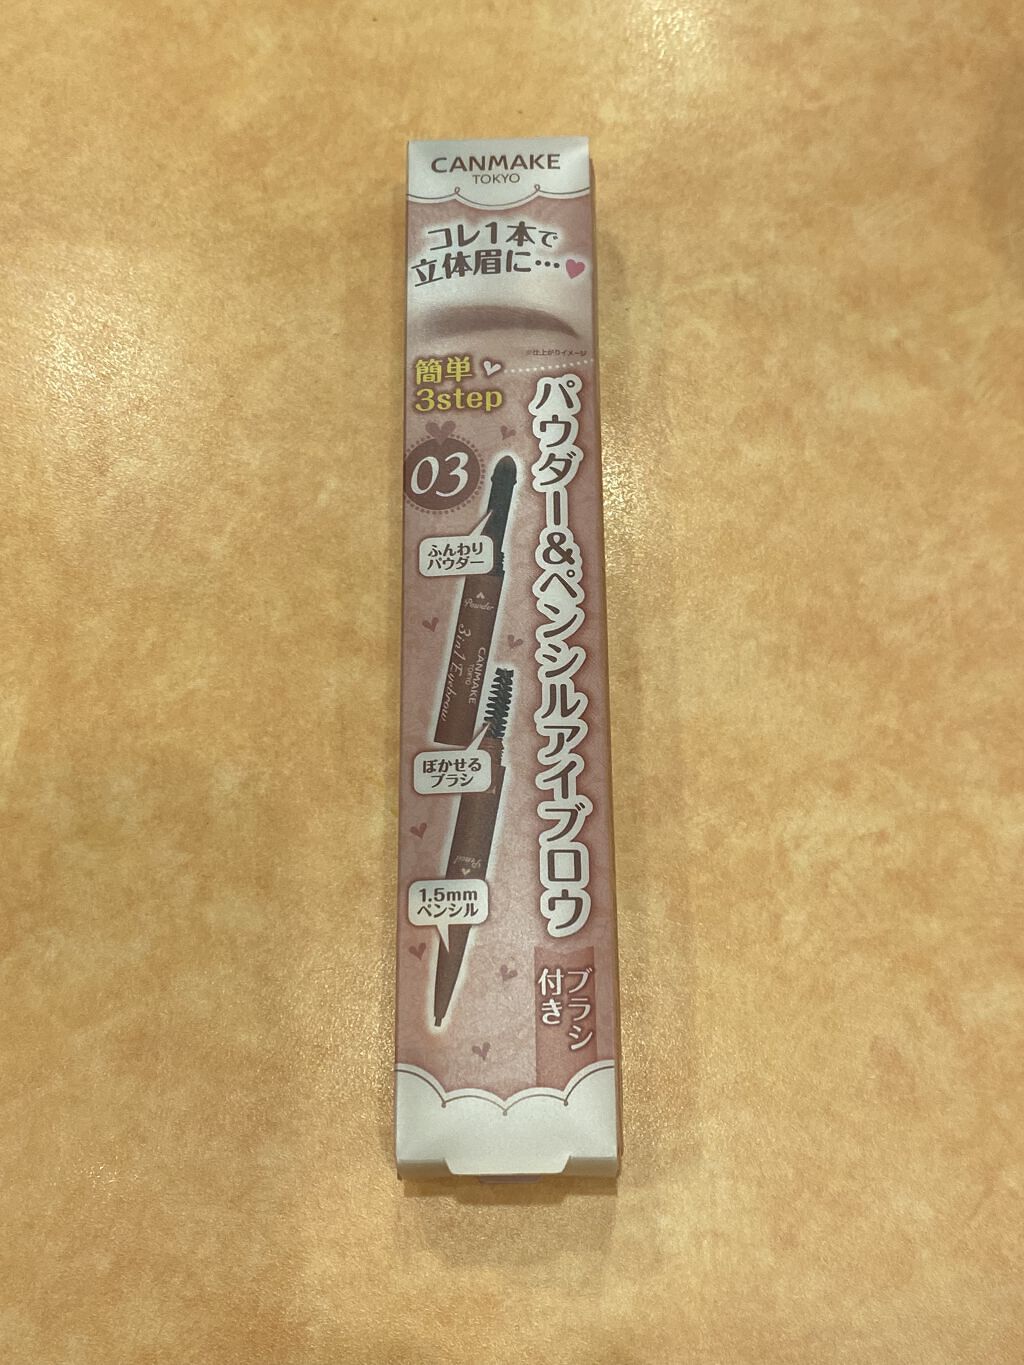 CANMAKE
TOKYO
コレ1本で
立体眉に…
※仕上がりイメージ
簡単
3step
03
パウダー&ペンシルアイブロウ
ふんわり
パウダー
Powder
3in1 Eyebrow
CANMAKE
TOKYO
ぼかせる
ブラシ
Pencil
1.5mm
ペンシル
ブラシ
付き